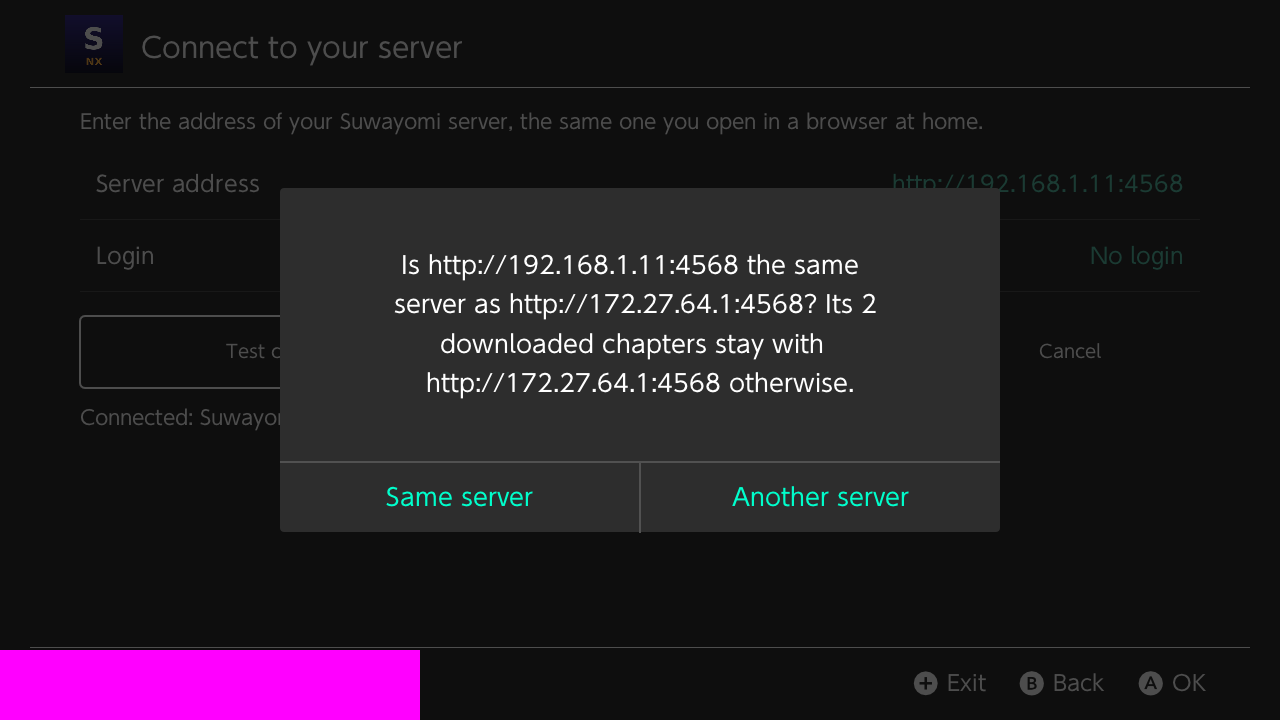 S
NX
Connect to your server
Enter the address of your Suwayomi server, the same one you open in a browser at home.
Server address
http://192.168.1.11:4568
Login
No login
Is http://192.168.1.11:4568 the same
server as http://172.27.64.1:4568? Its 2
downloaded chapters stay with
http://172.27.64.1:4568 otherwise.
Same server
Another server
Test
Cancel
Connected:
Exit
B Back
A OK